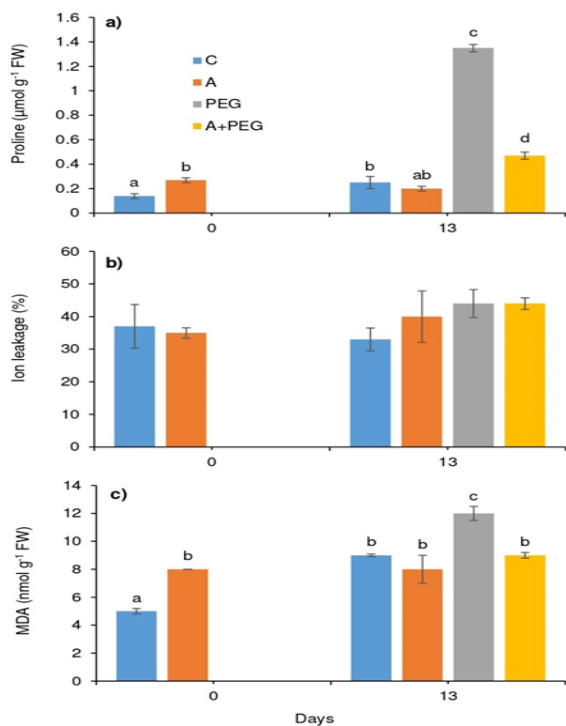 a)
Proline (µmol g⁻¹ FW)
1.6
1.4
1.2
1
0.8
0.6
0.4
0.2
0
C
A
PEG
A+PEG
a
b
b
ab
c
d
0
13
b)
Ion leakage (%)
60
50
40
30
20
10
0
0
13
c)
MDA (nmol g⁻¹ FW)
14
12
10
8
6
4
2
0
a
b
b
b
c
b
0
13
Days